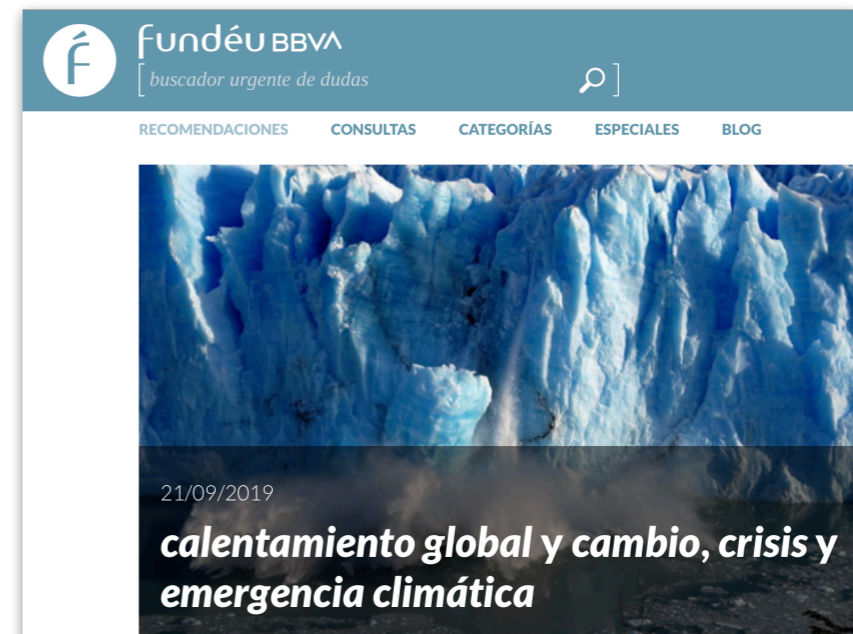 Fundéu BBVA
buscador urgente de dudas
RECOMENDACIONES CONSULTAS CATEGORÍAS ESPECIALES BLOG
21/09/2019
calentamiento global y cambio, crisis y
emergencia climática